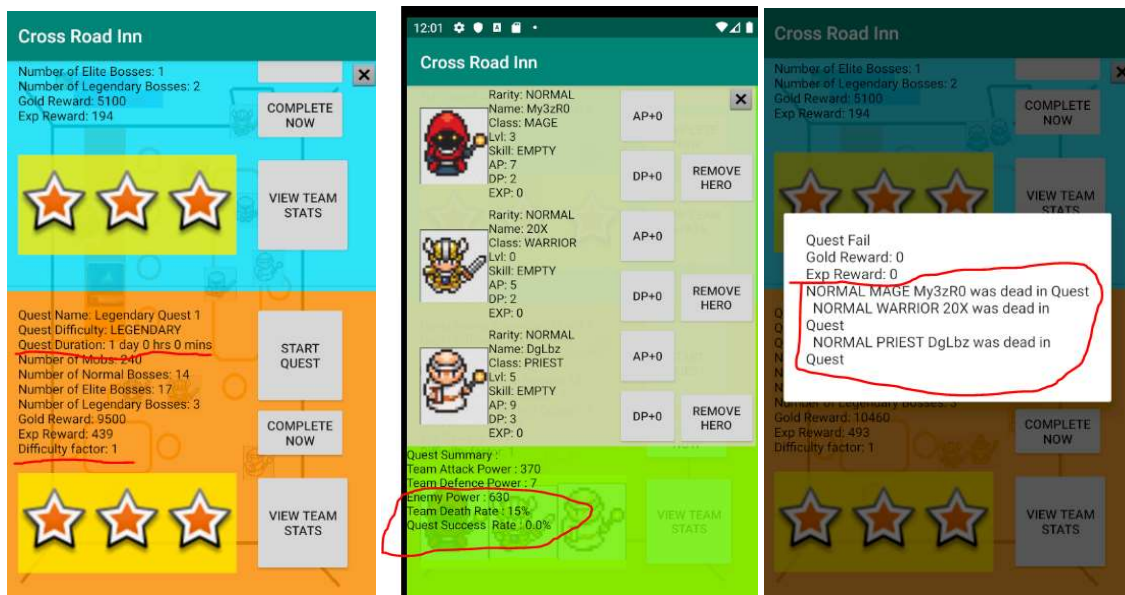 Cross Road Inn
Number of Elite Bosses: 1
Number of Legendary Bosses: 2
Gold Reward: 5100
Exp Reward: 194
COMPLETE
NOW
VIEW TEAM
STATS
Quest Name: Legendary Quest 1
Quest Difficulty: LEGENDARY
Quest Duration: 1 day 0 hrs 0 mins
Number of Mobs: 240
Number of Normal Bosses: 14
Number of Elite Bosses: 17
Number of Legendary Bosses: 3
Gold Reward: 9500
Exp Reward: 439
Difficulty factor: 1
START
QUEST
COMPLETE
NOW
VIEW TEAM
STATS
12:01
Cross Road Inn
Rarity: NORMAL
Name: My3zR0
Class: MAGE
Lvl: 3
Skill: EMPTY
AP: 7
DP: 2
EXP: 0
AP+0
DP+0
REMOVE
HERO
Rarity: NORMAL
Name: 20X
Class: WARRIOR
Lvl: 0
Skill: EMPTY
AP: 5
DP: 2
EXP: 0
AP+0
DP+0
REMOVE
HERO
Rarity: NORMAL
Name: DgLbz
Class: PRIEST
Lvl: 5
Skill: EMPTY
AP: 9
DP: 3
EXP: 0
AP+0
DP+0
REMOVE
HERO
Quest Summary :
Team Attack Power : 370
Team Defence Power : 7
Enemy Power : 630
Team Death Rate : 15%
Quest Success Rate : 0.0%
VIEW TEAM
STATS
Cross Road Inn
Number of Elite Bosses: 1
Number of Legendary Bosses: 2
Gold Reward: 5100
Exp Reward: 194
COMPLETE
NOW
VIEW TEAM
STATS
Quest Fail
Gold Reward: 0
Exp Reward: 0
NORMAL MAGE My3zR0 was dead in Quest
NORMAL WARRIOR 20X was dead in
Quest
NORMAL PRIEST DgLbz was dead in
Quest
Number of Legendary Bosses: 3
Gold Reward: 10460
Exp Reward: 493
Difficulty factor: 1
COMPLETE
NOW
VIEW TEAM
STATS